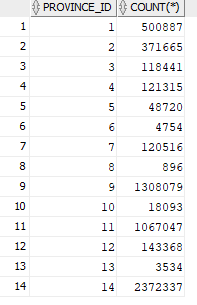 PROVINCE_ID COUNT(*)
1 1 500887
2 2 371665
3 3 118441
4 4 121315
5 5 48720
6 6 4754
7 7 120516
8 8 896
9 9 1308079
10 10 18093
11 11 1067047
12 12 143368
13 13 3534
14 14 2372337